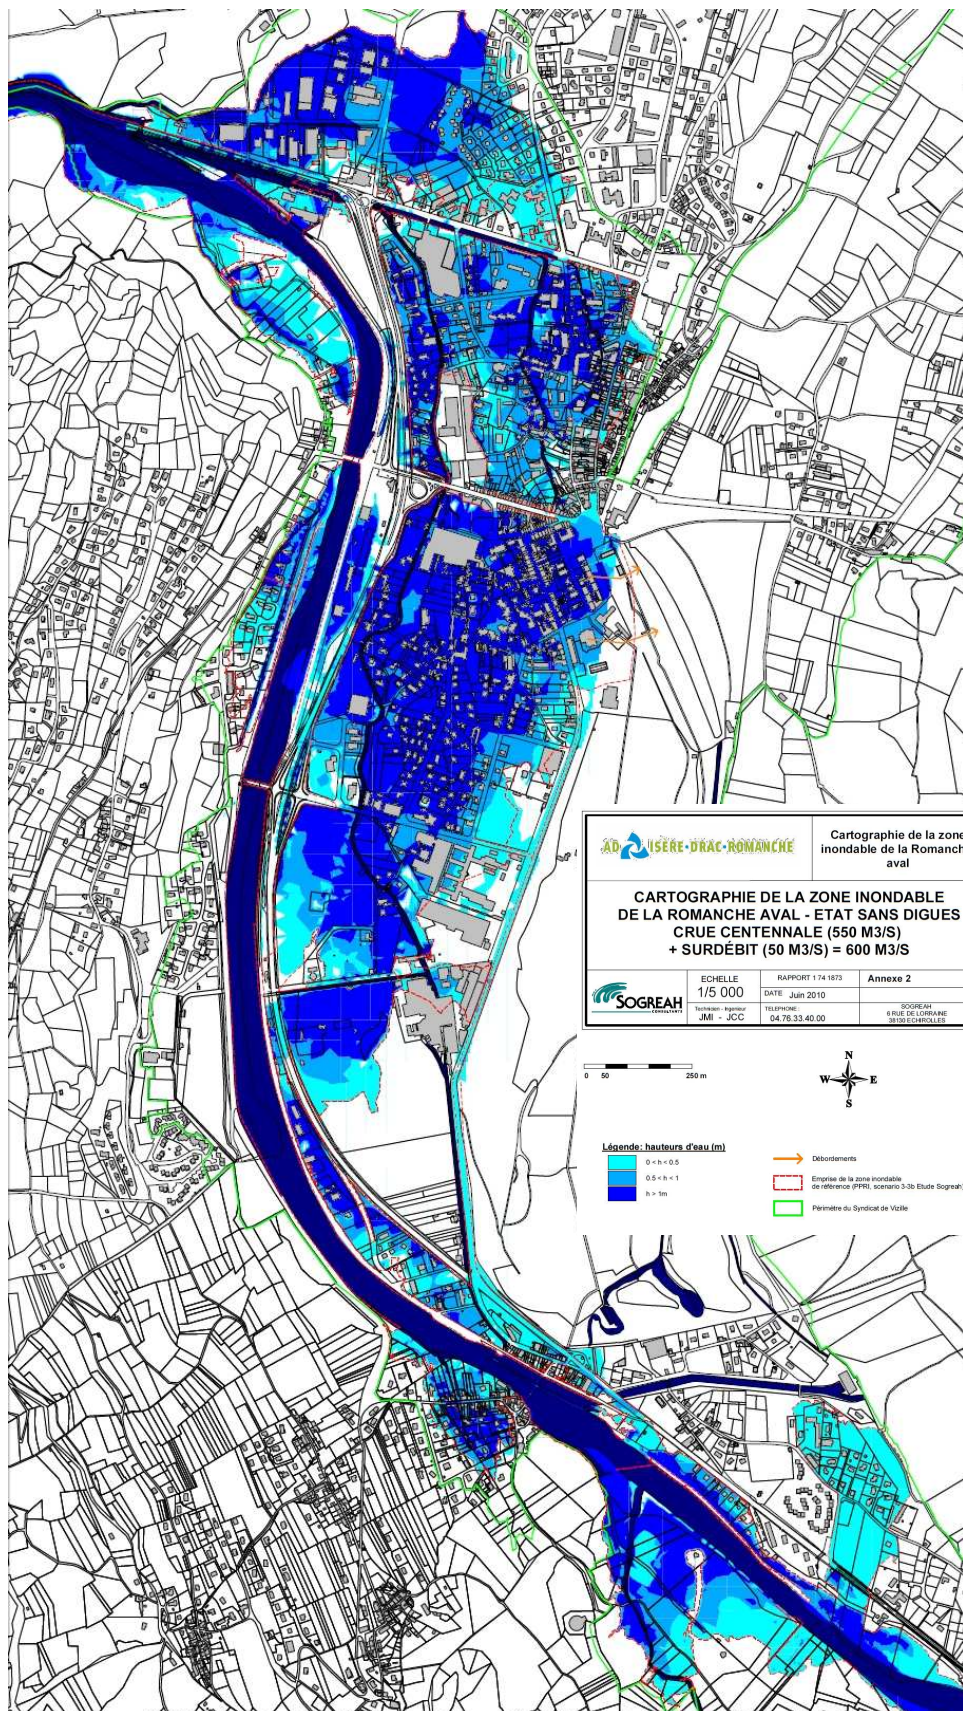 AD ISÈRE-DRAC-ROMANCHE
Cartographie de la zone
inondable de la Romanch
aval
CARTOGRAPHIE DE LA ZONE INONDABLE
DE LA ROMANCHE AVAL - ETAT SANS DIGUES
CRUE CENTENNALE (550 M3/S)
+ SURDÉBIT (50 M3/S) = 600 M3/S
SOGREAH
CONSULTANTS
ECHELLE
1/5 000
Technicien - Ingénieur
JMI - JCC
RAPPORT 1 74 1873
DATE Juin 2010
TELEPHONE :
04.76.33.40.00
Annexe 2
SOGREAH
6 RUE DE LORRAINE
38130 ECHIROLLES
0 50 250 m
N
W E
S
Légende: hauteurs d'eau (m)
0 < h < 0.5
0.5 < h < 1
h > 1m
Débordements
Emprise de la zone inondable
de référence (PPRI, scenario 3-3b Etude Sogreah)
Périmètre du Syndicat de Vizille